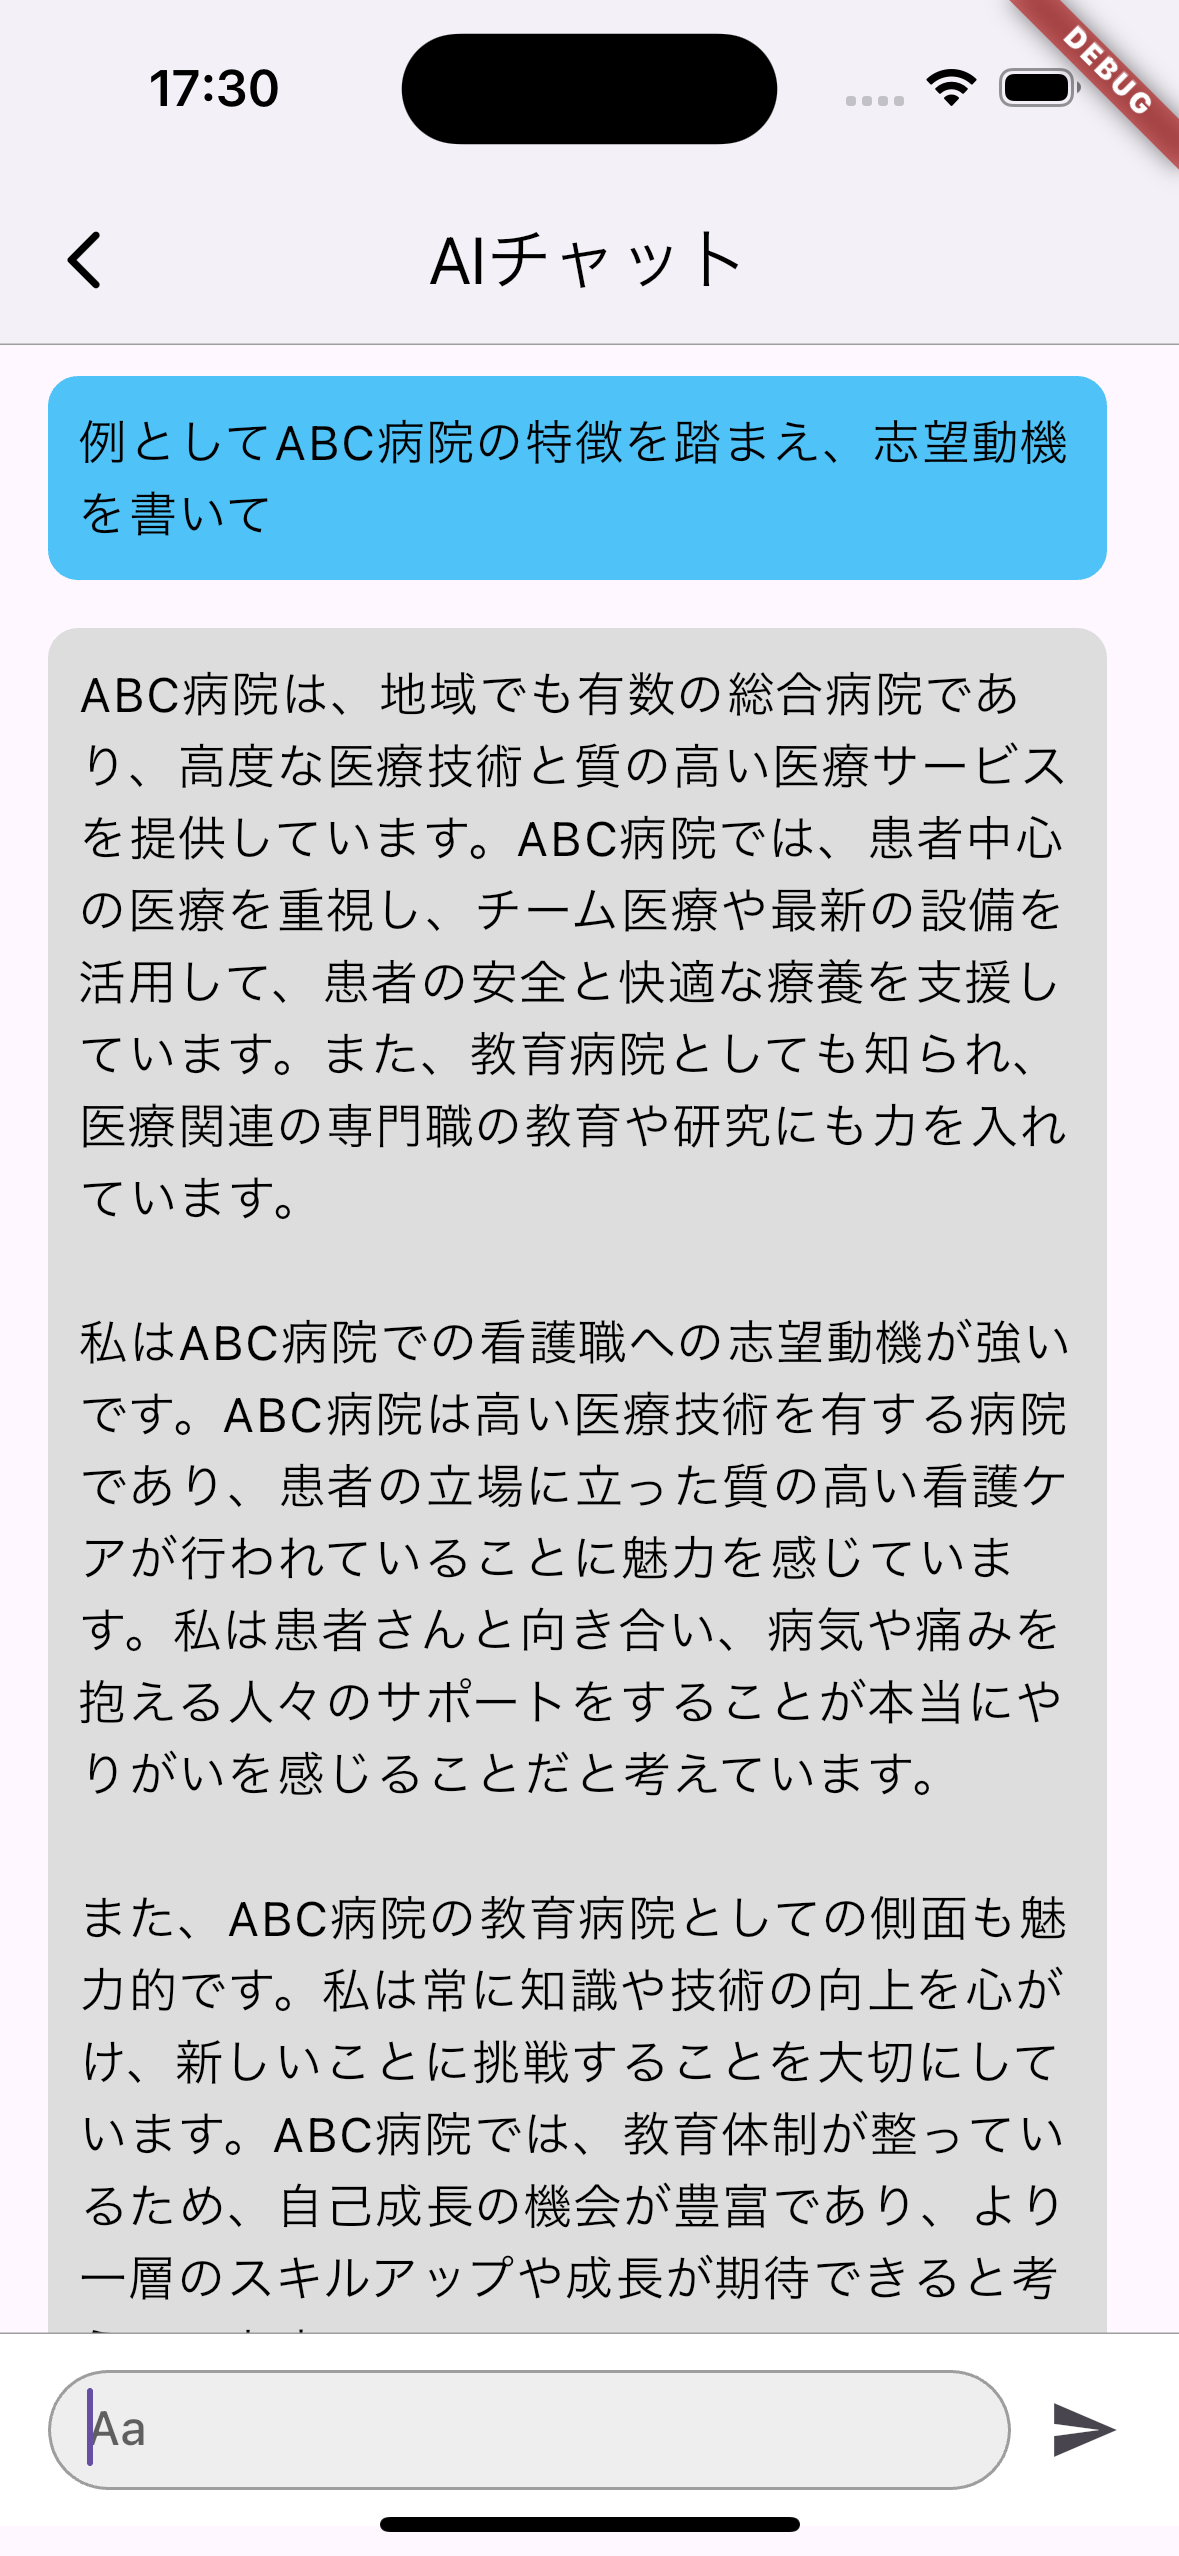 17:30
DEBUG
AIチャット
例としてABC病院の特徴を踏まえ、志望動機
を書いて
ABC病院は、地域でも有数の総合病院であ
り、高度な医療技術と質の高い医療サービス
を提供しています。ABC病院では、患者中心
の医療を重視し、チーム医療や最新の設備を
活用して、患者の安全と快適な療養を支援し
ています。また、教育病院としても知られ、
医療関連の専門職の教育や研究にも力を入れ
ています。
私はABC病院での看護職への志望動機が強い
です。ABC病院は高い医療技術を有する病院
であり、患者の立場に立った質の高い看護ケ
アが行われていることに魅力を感じていま
す。私は患者さんと向き合い、病気や痛みを
抱える人々のサポートをすることが本当にや
りがいを感じることだと考えています。
また、ABC病院の教育病院としての側面も魅
力的です。私は常に知識や技術の向上を心が
け、新しいことに挑戦することを大切にして
います。ABC病院では、教育体制が整ってい
るため、自己成長の機会が豊富であり、より
一層のスキルアップや成長が期待できると考
Aa